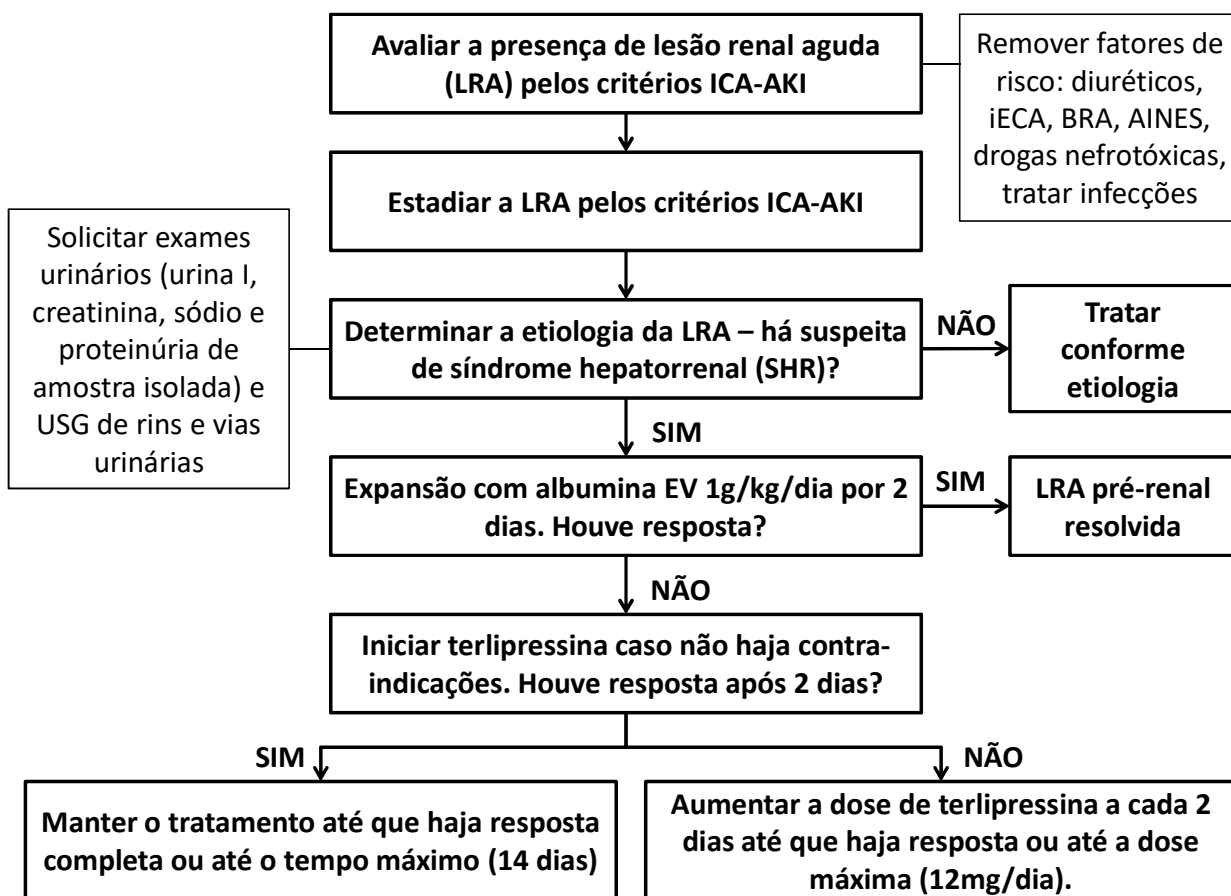 Avaliar a presença de lesão renal aguda
(LRA) pelos critérios ICA-AKI
Remover fatores de
risco: diuréticos,
iECA, BRA, AINES,
drogas nefrotóxicas,
tratar infecções
Estadiar a LRA pelos critérios ICA-AKI
Solicitar exames
urinários (urina I,
creatinina, sódio e
proteinúria de
amostra isolada) e
USG de rins e vias
urinárias
Determinar a etiologia da LRA – há suspeita
de síndrome hepatorrenal (SHR)?
NÃO
Tratar
conforme
etiologia
SIM
Expansão com albumina EV 1g/kg/dia por 2
dias. Houve resposta?
SIM
LRA pré-renal
resolvida
NÃO
Iniciar terlipressina caso não haja contra-
indicações. Houve resposta após 2 dias?
SIM
NÃO
Manter o tratamento até que haja resposta
completa ou até o tempo máximo (14 dias)
Aumentar a dose de terlipressina a cada 2
dias até que haja resposta ou até a dose
máxima (12mg/dia).